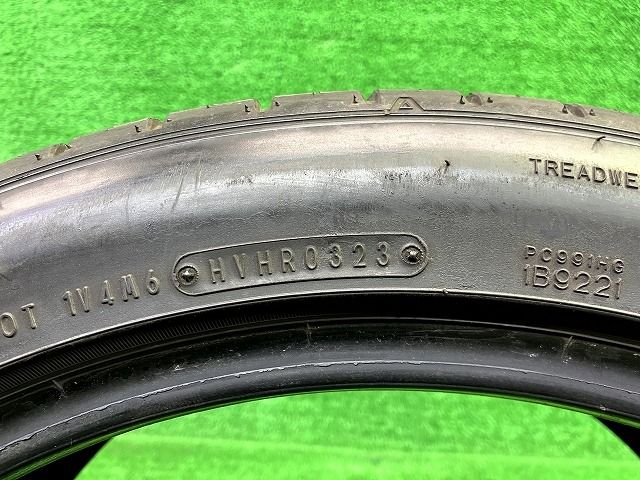 TREADWE
OT 1V4M6 HVHR0323
PC991HG
1B9221